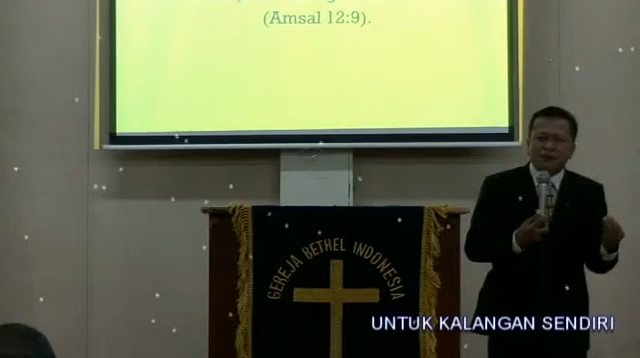 (Amsal 12:9).
GEREJA BETHEL INDONESIA
UNTUK KALANGAN SENDIRI